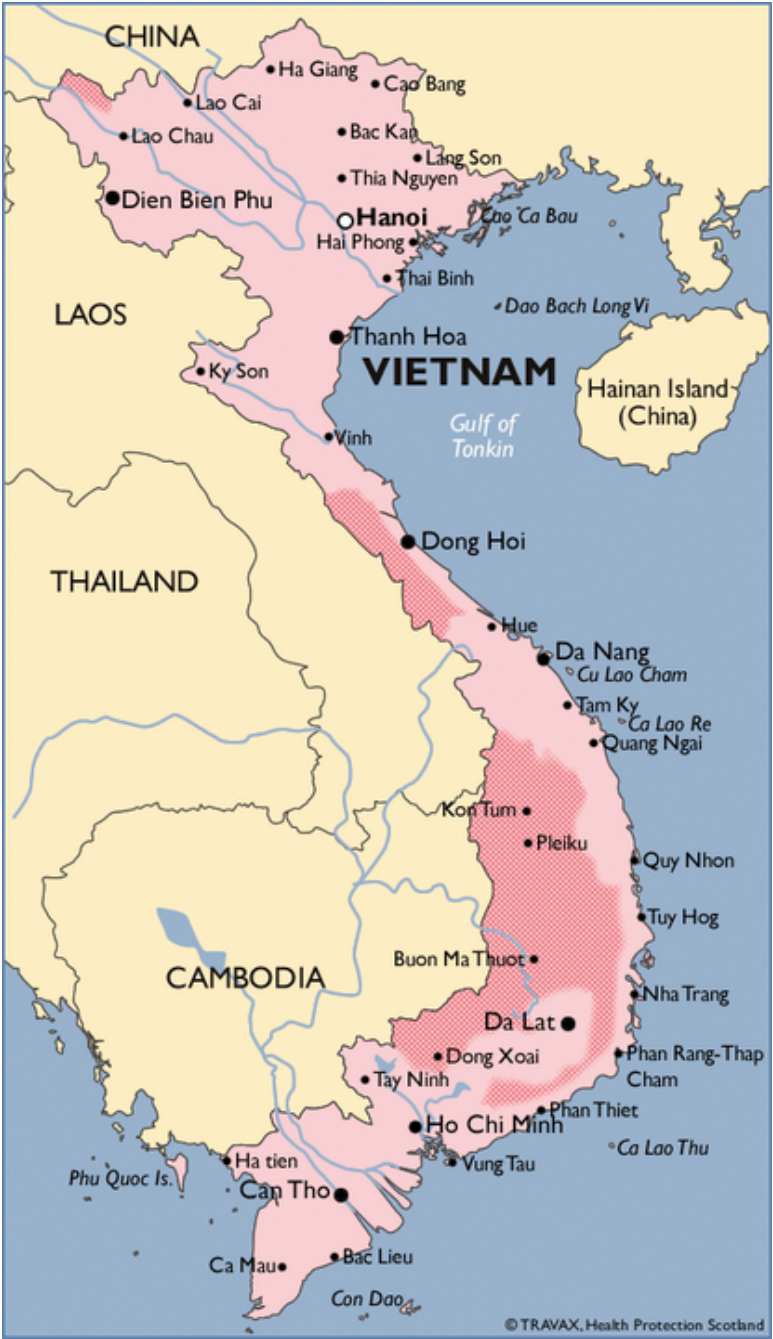 CHINA
Ha Giang
Cao Bang
Lao Cai
Bac Kan
Lao Chau
Lang Son
Thia Nguyen
Dien Bien Phu
Hanoi
Cao Ca Bau
Hai Phong
Thai Binh
Dao Bach Long Vi
LAOS
Thanh Hoa
VIETNAM
Ky Son
Hainan Island
(China)
Gulf of
Tonkin
Vinh
Dong Hoi
THAILAND
Hue
Da Nang
Cu Lao Cham
Tam Ky
Ca Lao Re
Quang Ngai
Kon Tum
Pleiku
Quy Nhon
Tuy Hog
Buon Ma Thuot
CAMBODIA
Nha Trang
Da Lat
Dong Xoai
Phan Rang-Thap
Cham
Tay Ninh
Phan Thiet
Ho Chi Minh
Ca Lao Thu
Ha tien
Vung Tau
Phu Quoc Is.
Can Tho
Bac Lieu
Ca Mau
Con Dao
© TRAVAX, Health Protection Scotland